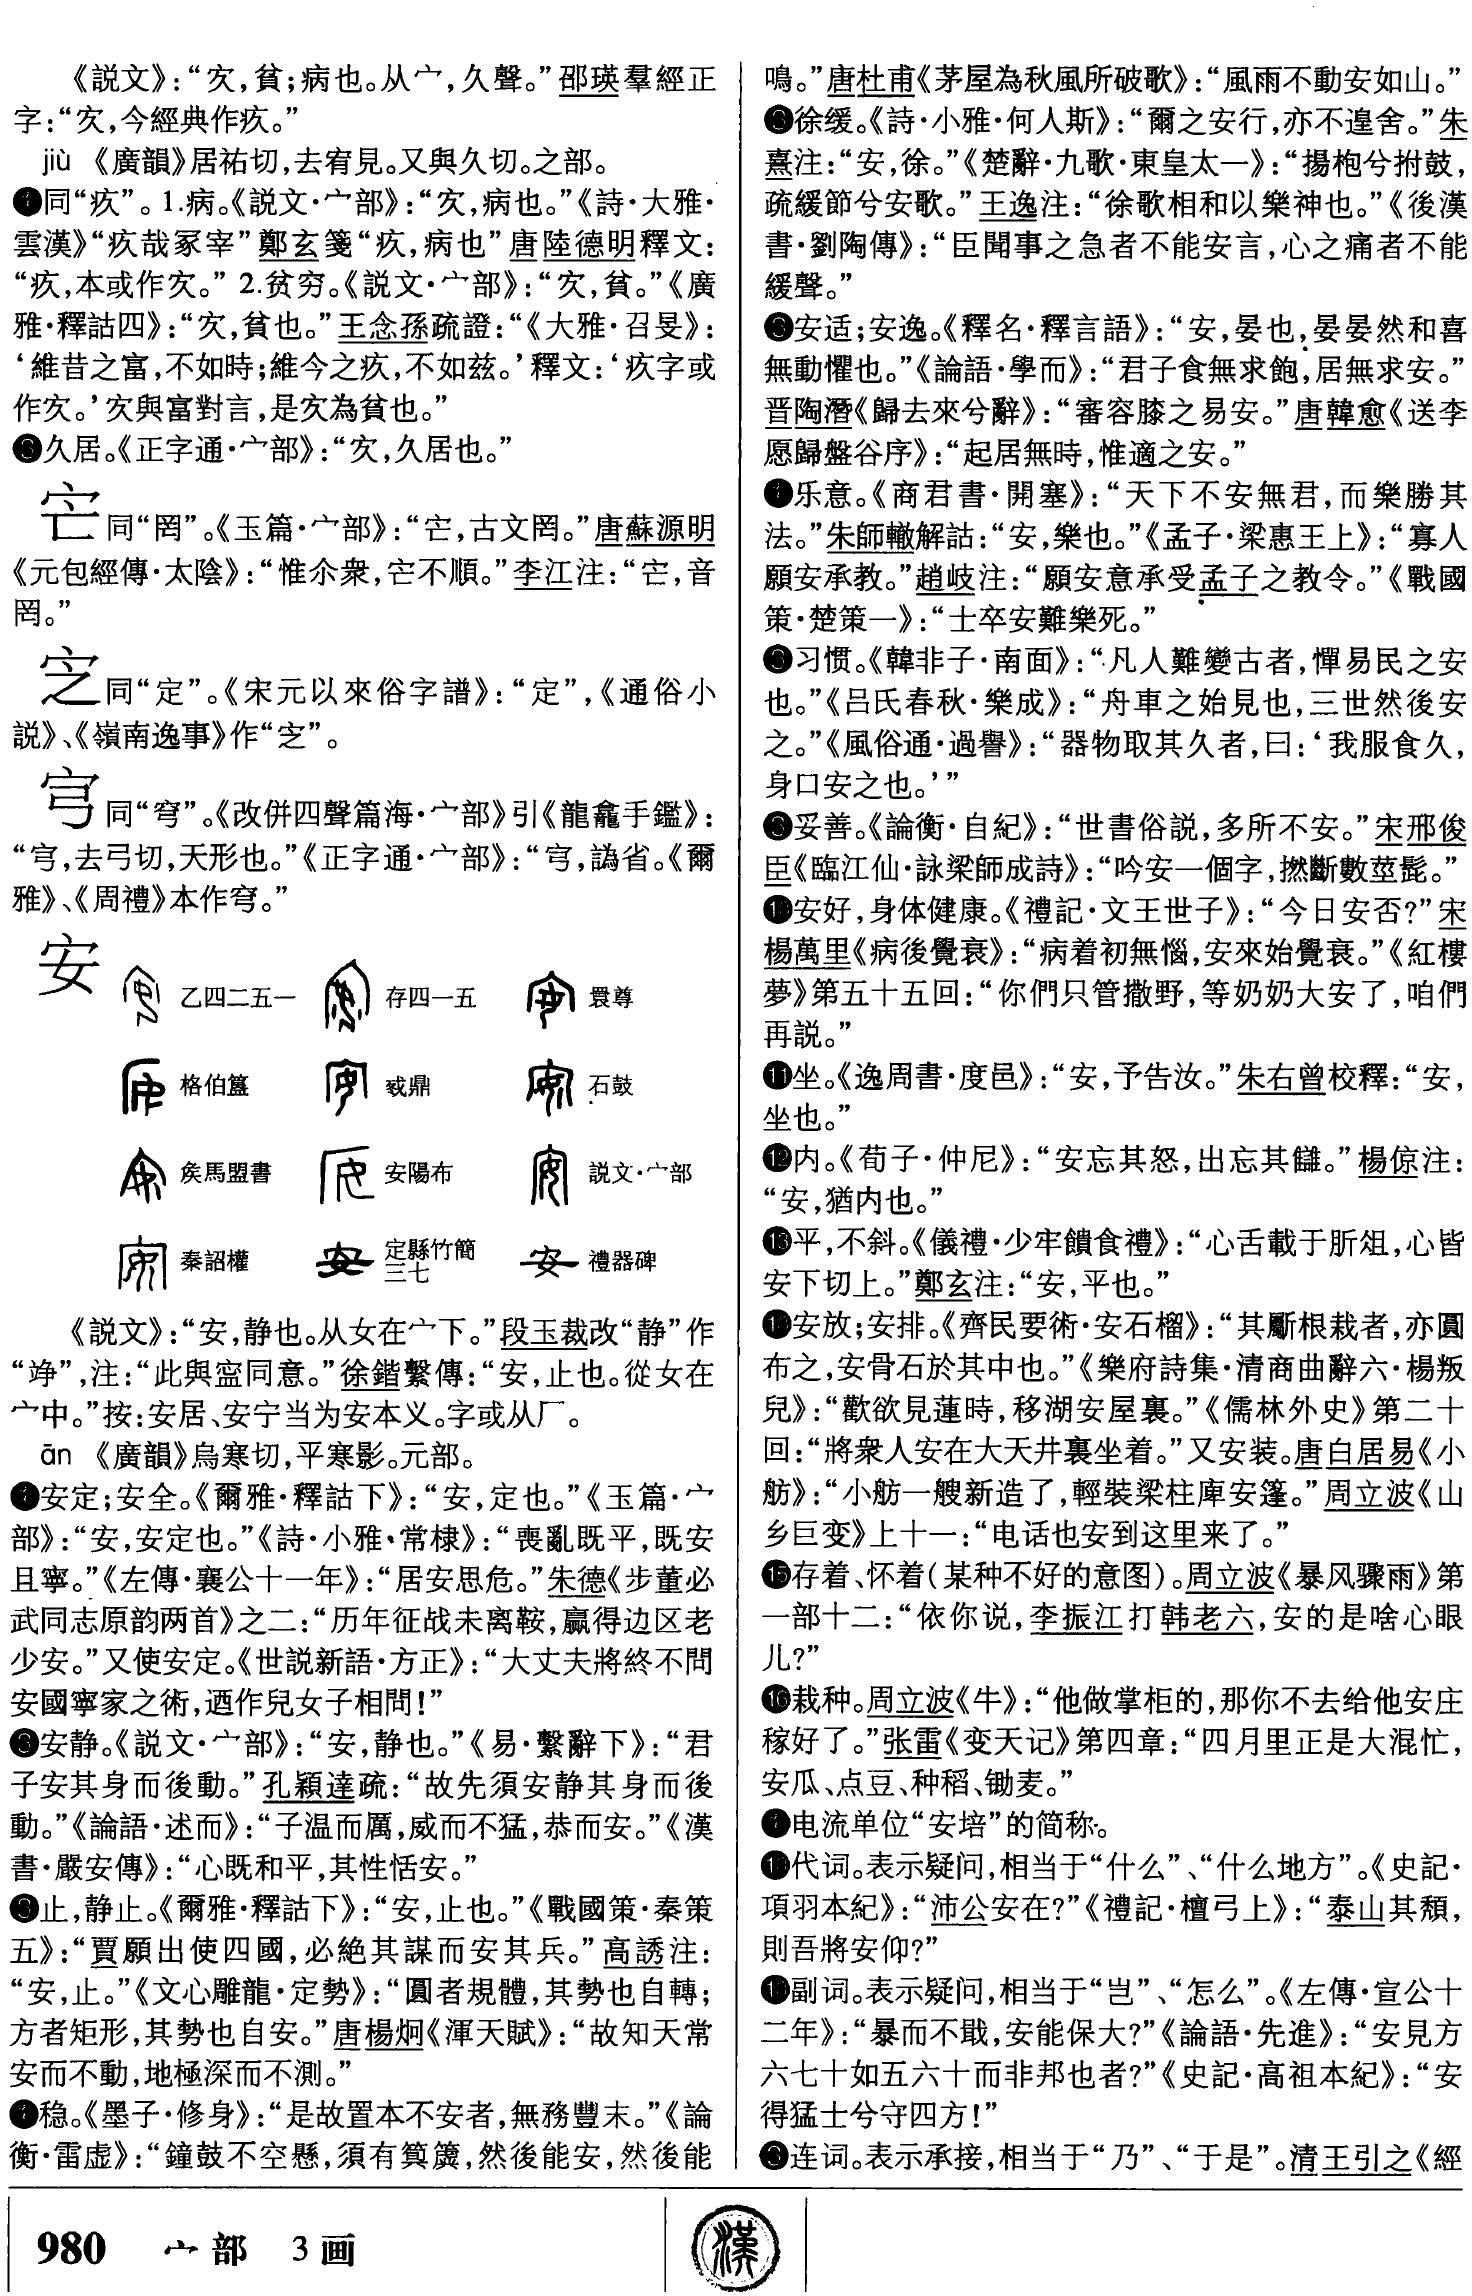 《説文》：“㝌，貧；病也。从宀，久聲。”邵瑛羣經正
字：“㝌，今經典作疚。”
jiù 《廣韻》居祐切，去宥見。又與久切。之部。
同“疚”。1.病。《説文·宀部》：“㝌，病也。”《詩·大雅·
雲漢》“疚哉冢宰”鄭玄箋“疚，病也”唐陸德明釋文：
“疚，本或作㝌。”2.贫穷。《説文·宀部》：“㝌，貧。”《廣
雅·釋詁四》：“㝌，貧也。”王念孫疏證：“《大雅·召旻》：
‘維昔之富，不如時；維今之疚，不如兹。’釋文：‘疚字或
作㝌。’㝌與富對言，是㝌為貧也。”
久居。《正字通·宀部》：“㝌，久居也。”
同“罔”。《玉篇·宀部》：“㝃，古文罔。”唐蘇源明
《元包經傳·太陰》：“惟尒衆，不順。”李江注：“音
罔。”
同“定”。《宋元以來俗字譜》：“定”，《通俗小
説》、《嶺南逸事》作“㝎”。
同“穹”。《改併四聲篇海·宀部》引《龍龕手鑑》：
“去弓切，天形也。”《正字通·宀部》：“譌省。《爾
雅》、《周禮》本作穹。”
安
乙四二五一 存四一五 睘尊
格伯簋 㦰鼎 石鼓
矦馬盟書 安陽布 説文·宀部
秦詔權 定縣竹簡三七 禮器碑
《説文》：“安，静也。从女在宀下。”段玉裁改“静”作
“竫”，注：“此與寍同意。”徐鍇繫傳：“安，止也。從女在
宀中。”按：安居、安宁当为安本义。字或从厂。
ān 《廣韻》烏寒切，平寒影。元部。
安定；安全。《爾雅·釋詁下》：“安，定也。”《玉篇·宀
部》：“安，安定也。”《詩·小雅·常棣》：“喪亂既平，既安
且寧。”《左傳·襄公十一年》：“居安思危。”朱德《步董必
武同志原韵两首》之二：“历年征战未离鞍，赢得边区老
少安。”又使安定。《世説新語·方正》：“大丈夫將終不問
安國寧家之術，迺作兒女子相問！”
安静。《説文·宀部》：“安，静也。”《易·繫辭下》：“君
子安其身而後動。”孔穎達疏：“故先須安静其身而後
動。”《論語·述而》：“子温而厲，威而不猛，恭而安。”《漢
書·嚴安傳》：“心既和平，其性恬安。”
止，静止。《爾雅·釋詁下》：“安，止也。”《戰國策·秦策
五》：“賈願出使四國，必絶其謀而安其兵。”高誘注：
“安，止。”《文心雕龍·定勢》：“圓者規體，其勢也自轉；
方者矩形，其勢也自安。”唐楊炯《渾天賦》：“故知天常
安而不動，地極深而不測。”
稳。《墨子·修身》：“是故置本不安者，無務豐末。”《論
衡·雷虚》：“鐘鼓不空懸，須有簨簴，然後能安，然後能
鳴。”唐杜甫《茅屋為秋風所破歌》：“風雨不動安如山。”
徐缓。《詩·小雅·何人斯》：“爾之安行，亦不遑舍。”朱
熹注：“安，徐。”《楚辭·九歌·東皇太一》：“揚枹兮拊鼓，
疏緩節兮安歌。”王逸注：“徐歌相和以樂神也。”《後漢
書·劉陶傳》：“臣聞事之急者不能安言，心之痛者不能
緩聲。”
安适；安逸。《釋名·釋言語》：“安，晏也，晏晏然和喜
無動懼也。”《論語·學而》：“君子食無求飽，居無求安。”
晋陶潛《歸去來兮辭》：“審容膝之易安。”唐韓愈《送李
愿歸盤谷序》：“起居無時，惟適之安。”
乐意。《商君書·開塞》：“天下不安無君，而樂勝其
法。”朱師轍解詁：“安，樂也。”《孟子·梁惠王上》：“寡人
願安承教。”趙岐注：“願安意承受孟子之教令。”《戰國
策·楚策一》：“士卒安難樂死。”
习惯。《韓非子·南面》：“凡人難變古者，憚易民之安
也。”《吕氏春秋·樂成》：“舟車之始見也，三世然後安
之。”《風俗通·過譽》：“器物取其久者，曰：‘我服食久，
身口安之也。’”
妥善。《論衡·自紀》：“世書俗説，多所不安。”宋邢俊
臣《臨江仙·詠梁師成詩》：“吟安一個字，撚斷數莖髭。”
安好，身体健康。《禮記·文王世子》：“今日安否？”宋
楊萬里《病後覺衰》：“病着初無惱，安來始覺衰。”《紅樓
夢》第五十五回：“你們只管撒野，等奶奶大安了，咱們
再説。”
⓫坐。《逸周書·度邑》：“安，予告汝。”朱右曾校釋：“安，
坐也。”
⓬内。《荀子·仲尼》：“安忘其怒，出忘其讎。”楊倞注：
“安，猶内也。”
⓭平，不斜。《儀禮·少牢饋食禮》：“心舌載于肵俎，心皆
安下切上。”鄭玄注：“安，平也。”
安放；安排。《齊民要術·安石榴》：“其斸根栽者，亦圓
布之，安骨石於其中也。”《樂府詩集·清商曲辭六·楊叛
兒》：“歡欲見蓮時，移湖安屋裏。”《儒林外史》第二十
回：“將衆人安在大天井裏坐着。”又安装。唐白居易《小
舫》：“小舫一艘新造了，輕裝梁柱庳安篷。”周立波《山
乡巨变》上十一：“电话也安到这里来了。”
⓯存着、怀着（某种不好的意图）。周立波《暴风骤雨》第
一部十二：“依你说，李振江打韩老六，安的是啥心眼
儿？”
⓰栽种。周立波《牛》：“他做掌柜的，那你不去给他安庄
稼好了。”张雷《变天记》第四章：“四月里正是大混忙，
安瓜、点豆、种稻、锄麦。”
电流单位“安培”的简称。
代词。表示疑问，相当于“什么”、“什么地方”。《史記·
項羽本紀》：“沛公安在？”《禮記·檀弓上》：“泰山其頹，
則吾將安仰？”
副词。表示疑问，相当于“岂”、“怎么”。《左傳·宣公十
二年》：“暴而不戢，安能保大？”《論語·先進》：“安見方
六七十如五六十而非邦也者？”《史記·高祖本紀》：“安
得猛士兮守四方！”
连词。表示承接，相当于“乃”、“于是”。清王引之《經
980 宀部 3画
漢